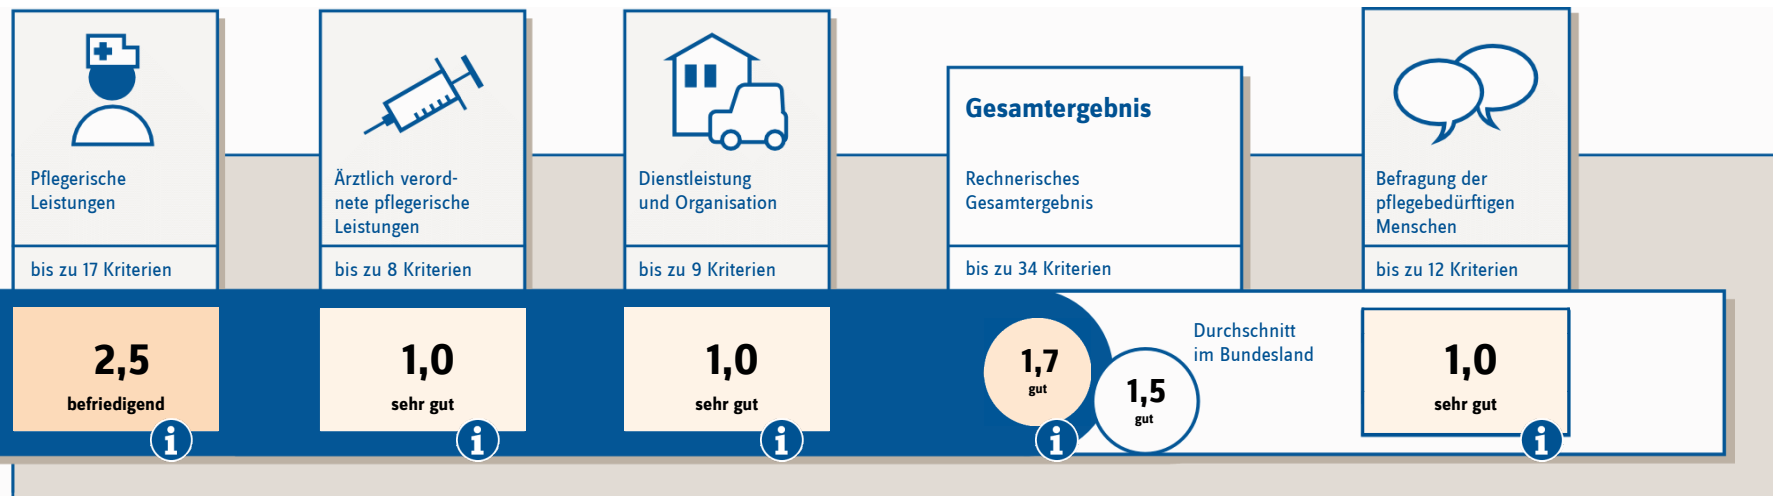 Pflegerische
Leistungen
bis zu 17 Kriterien
2,5
befriedigend
i
Ärztlich verord-
nete pflegerische
Leistungen
bis zu 8 Kriterien
1,0
sehr gut
i
Dienstleistung
und Organisation
bis zu 9 Kriterien
1,0
sehr gut
i
Gesamtergebnis
Rechnerisches
Gesamtergebnis
bis zu 34 Kriterien
1,7
gut
i
1,5
gut
Durchschnitt
im Bundesland
Befragung der
pflegebedürftigen
Menschen
bis zu 12 Kriterien
1,0
sehr gut
i